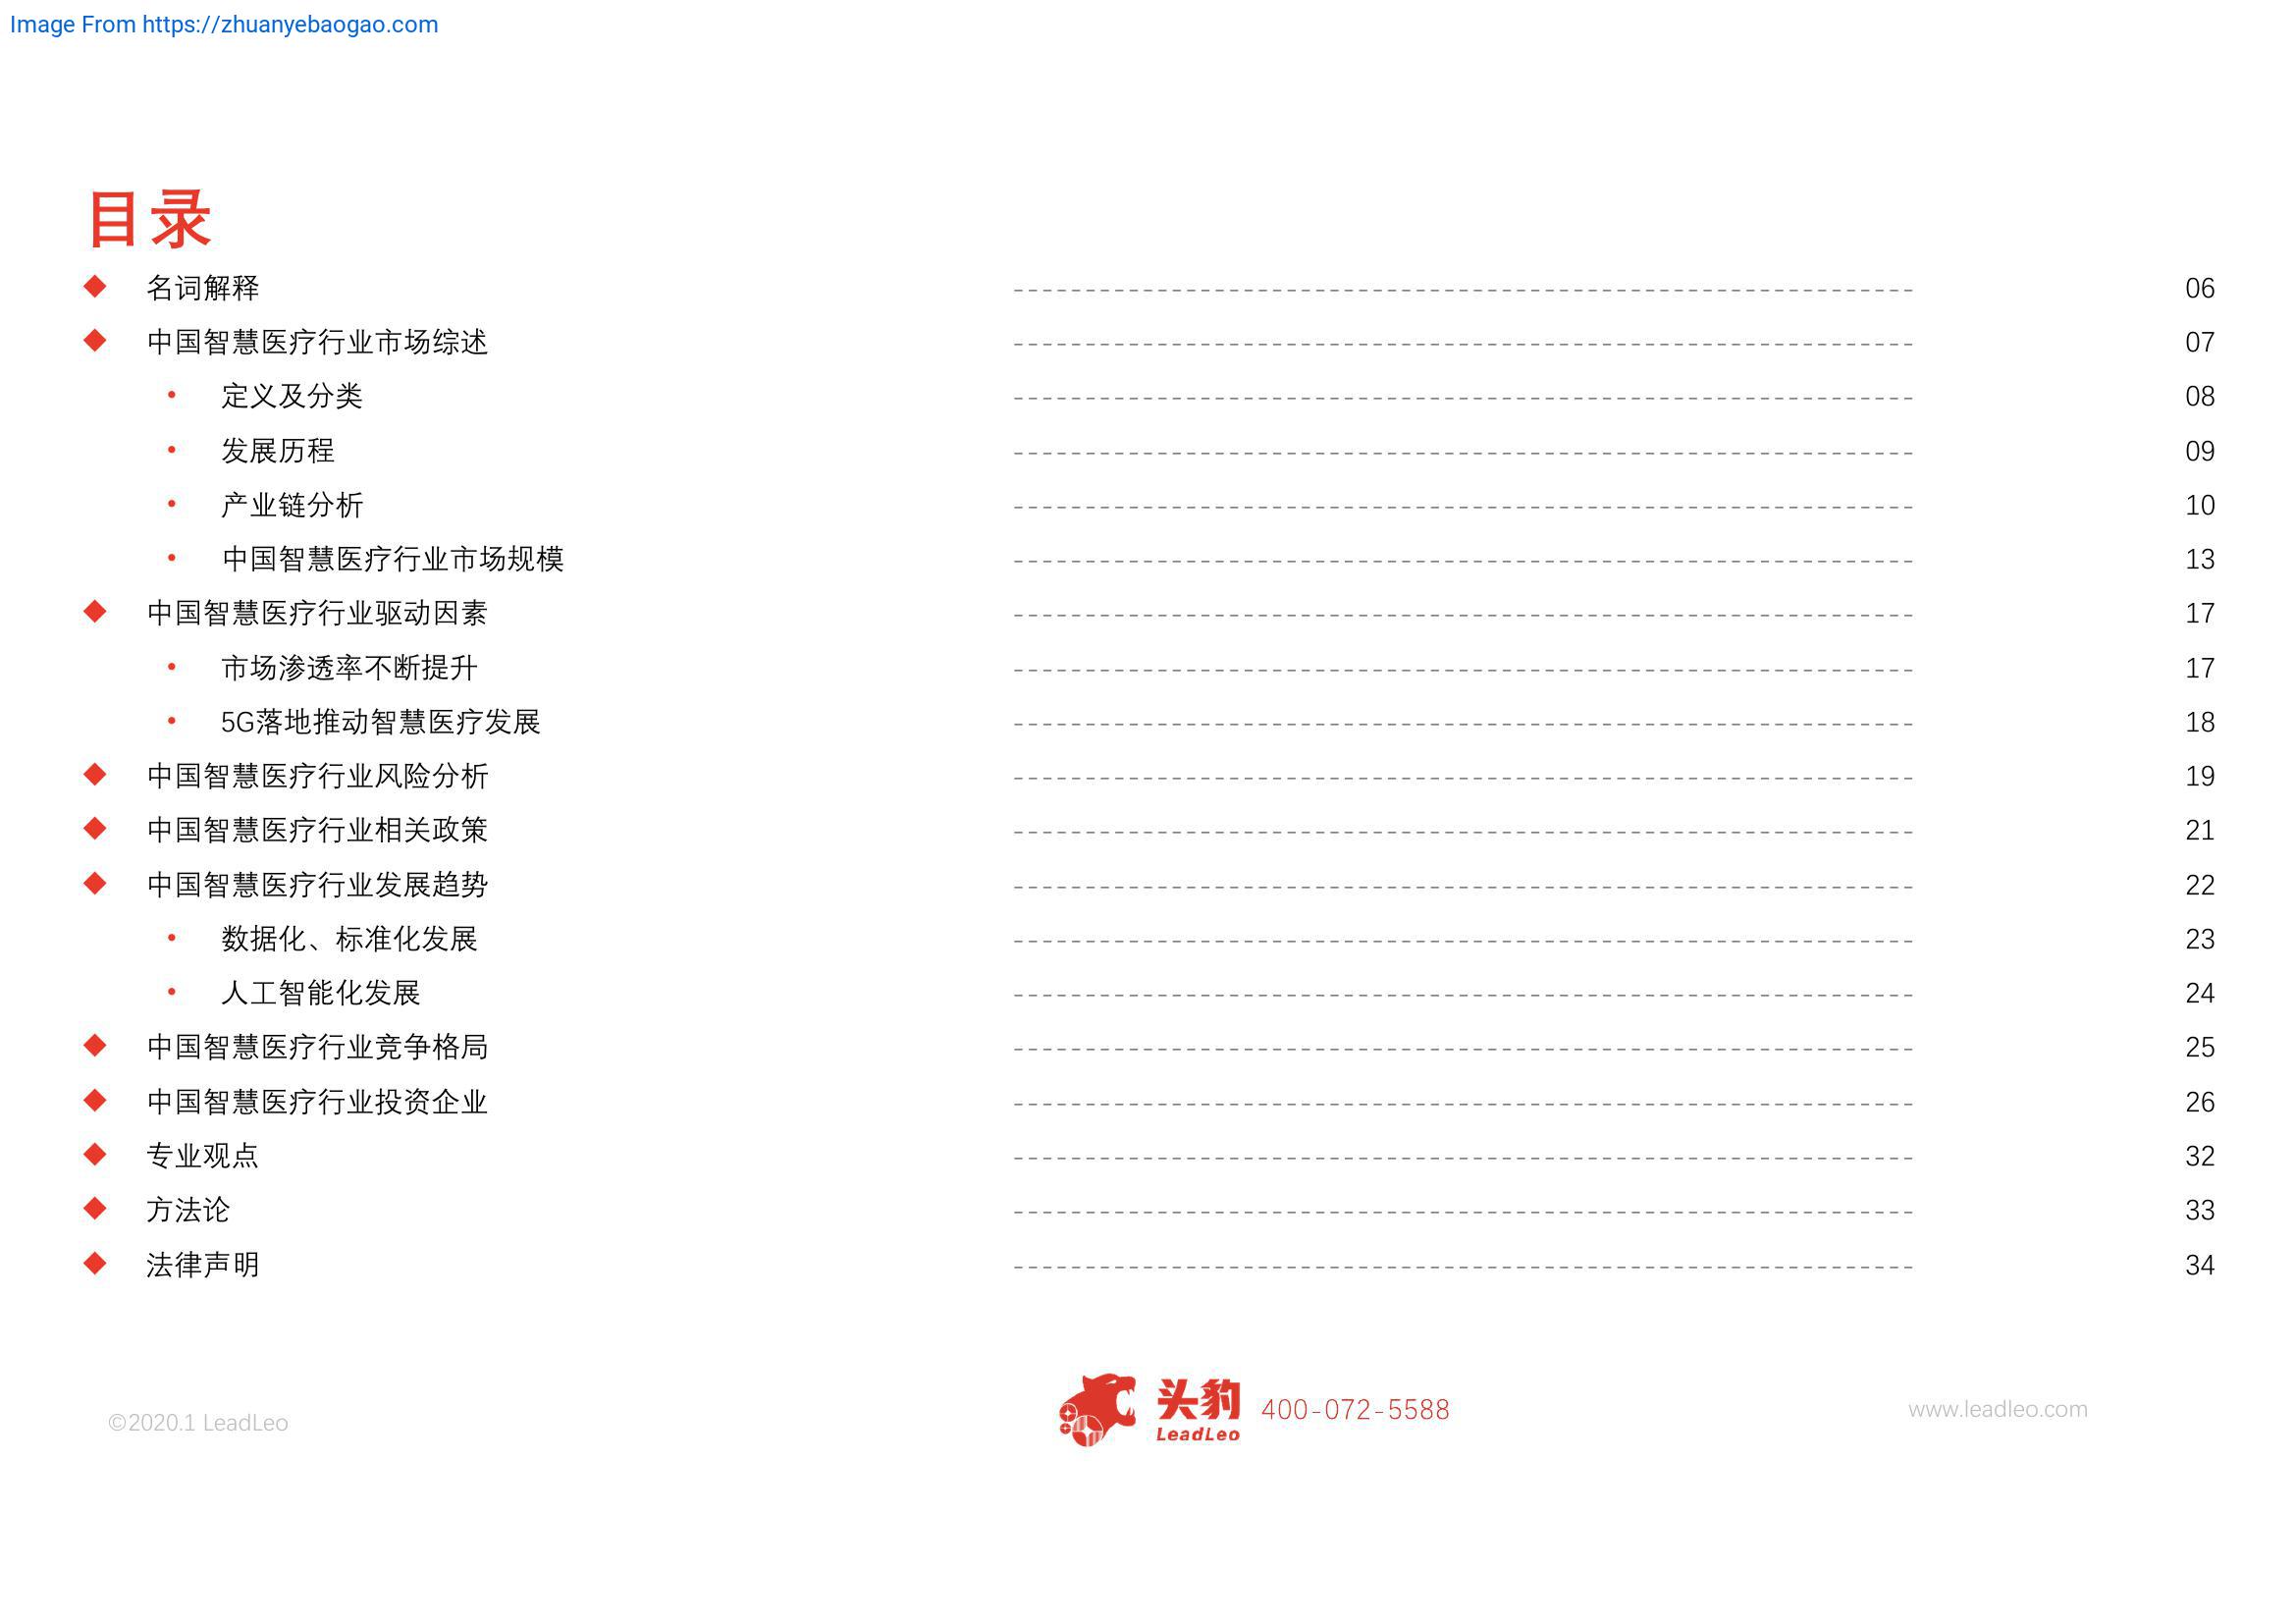 Image From https://zhuanyebaogao.com
目录
◆ 名词解释 ------------------------------ 06
◆ 中国智慧医疗行业市场综述 ------------------------------ 07
• 定义及分类 ------------------------------ 08
• 发展历程 ------------------------------ 09
• 产业链分析 ------------------------------ 10
• 中国智慧医疗行业市场规模 ------------------------------ 13
◆ 中国智慧医疗行业驱动因素 ------------------------------ 17
• 市场渗透率不断提升 ------------------------------ 17
• 5G落地推动智慧医疗发展 ------------------------------ 18
◆ 中国智慧医疗行业风险分析 ------------------------------ 19
◆ 中国智慧医疗行业相关政策 ------------------------------ 21
◆ 中国智慧医疗行业发展趋势 ------------------------------ 22
• 数据化、标准化发展 ------------------------------ 23
• 人工智能化发展 ------------------------------ 24
◆ 中国智慧医疗行业竞争格局 ------------------------------ 25
◆ 中国智慧医疗行业投资企业 ------------------------------ 26
◆ 专业观点 ------------------------------ 32
◆ 方法论 ------------------------------ 33
◆ 法律声明 ------------------------------ 34
©2020.1 LeadLeo
头豹
LeadLeo
400-072-5588
www.leadleo.com